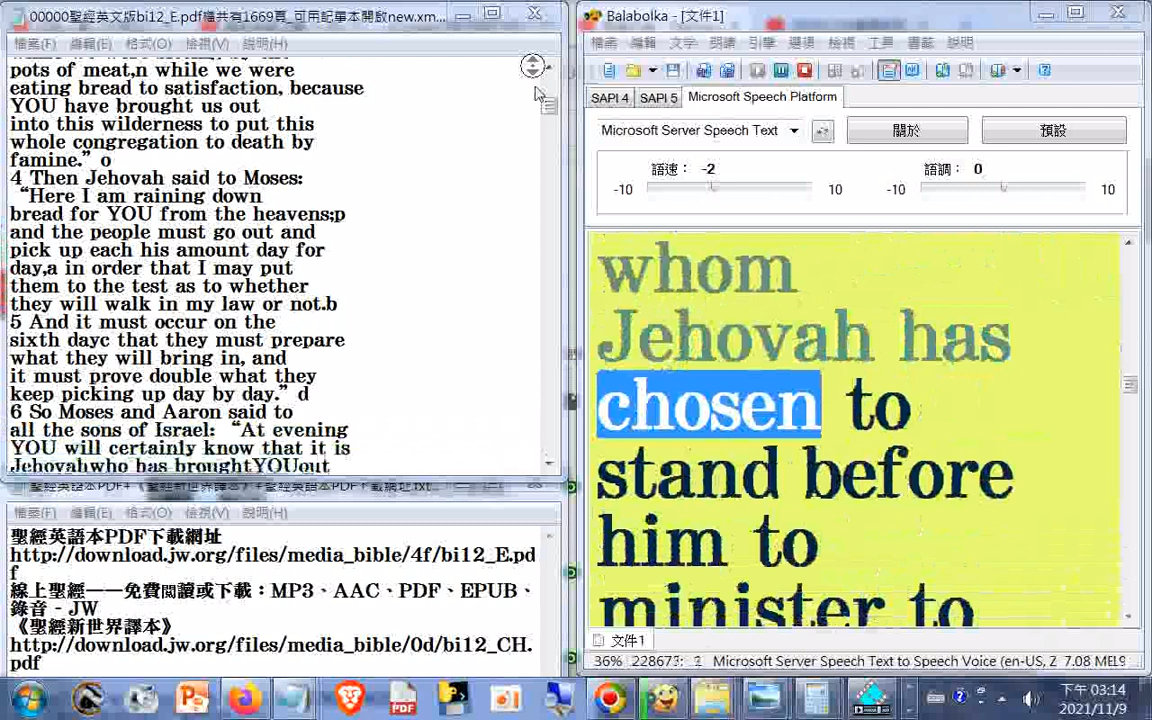 00000聖經英文版bi12_E.pdf檔共有1669頁_可用記事本開啟new.xm...
檔案(F) 編輯(E) 格式(O) 檢視(V) 說明(H)
pots of meat,n while we were
eating bread to satisfaction, because
YOU have brought us out
into this wilderness to put this
whole congregation to death by
famine.” o
4 Then Jehovah said to Moses:
“Here I am raining down
bread for YOU from the heavens;p
and the people must go out and
pick up each his amount day for
day,a in order that I may put
them to the test as to whether
they will walk in my law or not.b
5 And it must occur on the
sixth dayc that they must prepare
what they will bring in, and
it must prove double what they
keep picking up day by day.” d
6 So Moses and Aaron said to
all the sons of Israel: “At evening
YOU will certainly know that it is
Jehovahwho has broughtYOUout
檔案(F) 編輯(E) 格式(O) 檢視(V) 說明(H)
聖經英語本PDF下載網址
http://download.jw.org/files/media_bible/4f/bi12_E.pd
f
線上聖經——免費閱讀或下載：MP3、AAC、PDF、EPUB、
錄音 - JW
《聖經新世界譯本》
http://download.jw.org/files/media_bible/0d/bi12_CH.
pdf
Balabolka - [文件1]
檔案 編輯 文字 朗讀 引擎 選項 檢視 工具 書籤 說明
SAPI 4 SAPI 5 Microsoft Speech Platform
Microsoft Server Speech Text 關於 預設
語速： -2 語調： 0
-10 10 -10 10
whom
Jehovah has
chosen to
stand before
him to
minister to
文件1
36% Microsoft Server Speech Text to Speech Voice (en-US, Z 7.08 ME
下午 03:14
2021/11/9